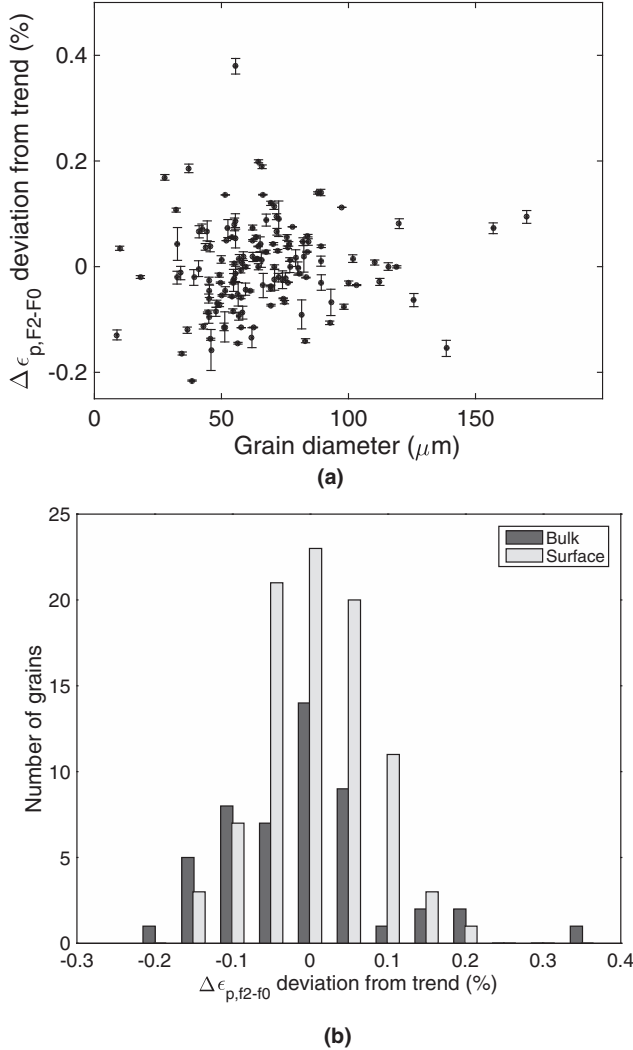 Δϵp,F2-F0 deviation from trend (%)
0.4
0.2
0
-0.2
0 50 100 150
Grain diameter (μm)
(a)
Number of grains
25
20
15
10
5
0
Bulk
Surface
-0.3 -0.2 -0.1 0 0.1 0.2 0.3 0.4
Δϵp,f2-f0 deviation from trend (%)
(b)